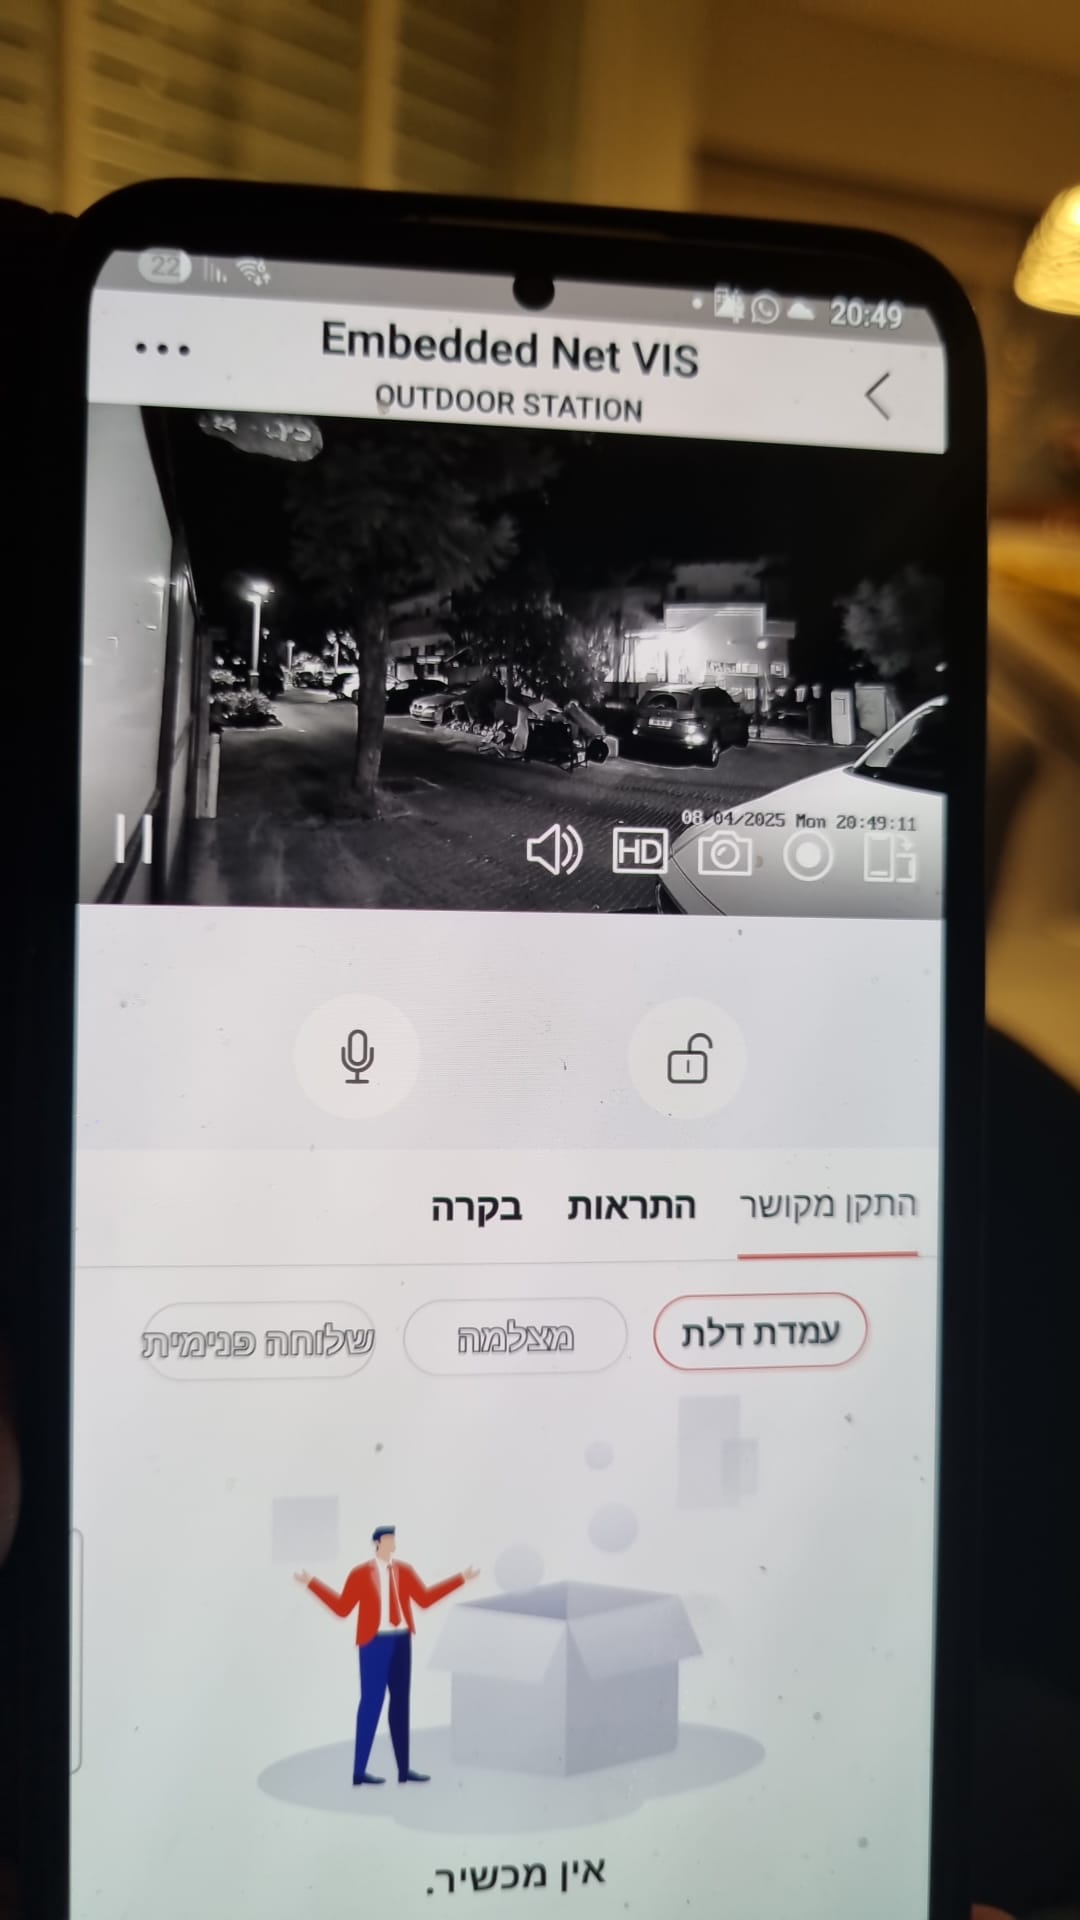 22
20:49
Embedded Net VIS
OUTDOOR STATION
08/04/2025 Mon 20:49:11
HD
התקן מקושר התראות בקרה
עמדת דלת מצלמה שלוחה פנימית
אין מכשיר.